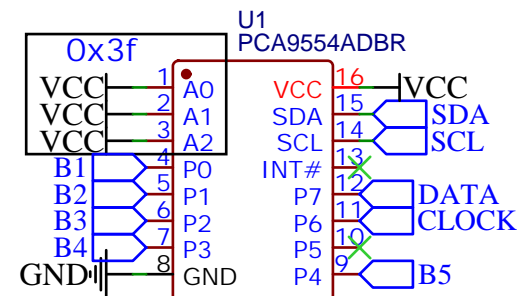 U1
PCA9554ADBR
0x3f
VCC 1 A0 VCC 16 VCC
VCC 2 A1 SDA 15 SDA
VCC 3 A2 SCL 14 SCL
B1 4 P0 INT# 13
B2 5 P1 P7 12 DATA
B3 6 P2 P6 11 CLOCK
B4 7 P3 P5 10
GND 8 GND P4 9 B5